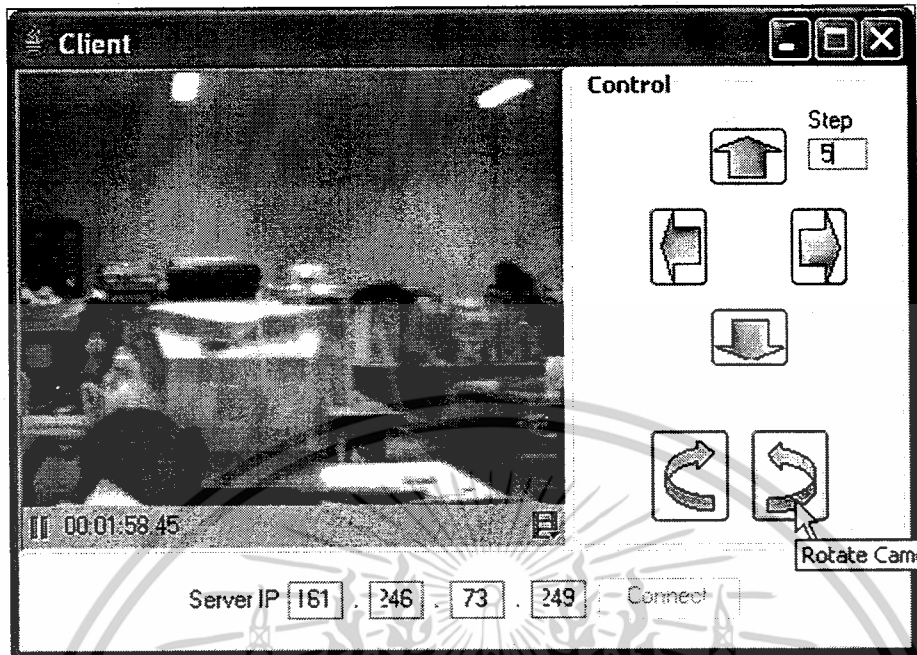 Client
Control
Step
5
00:01:58.45
Rotate Cam
Server IP 161 . 246 . 73 . 249 Connect